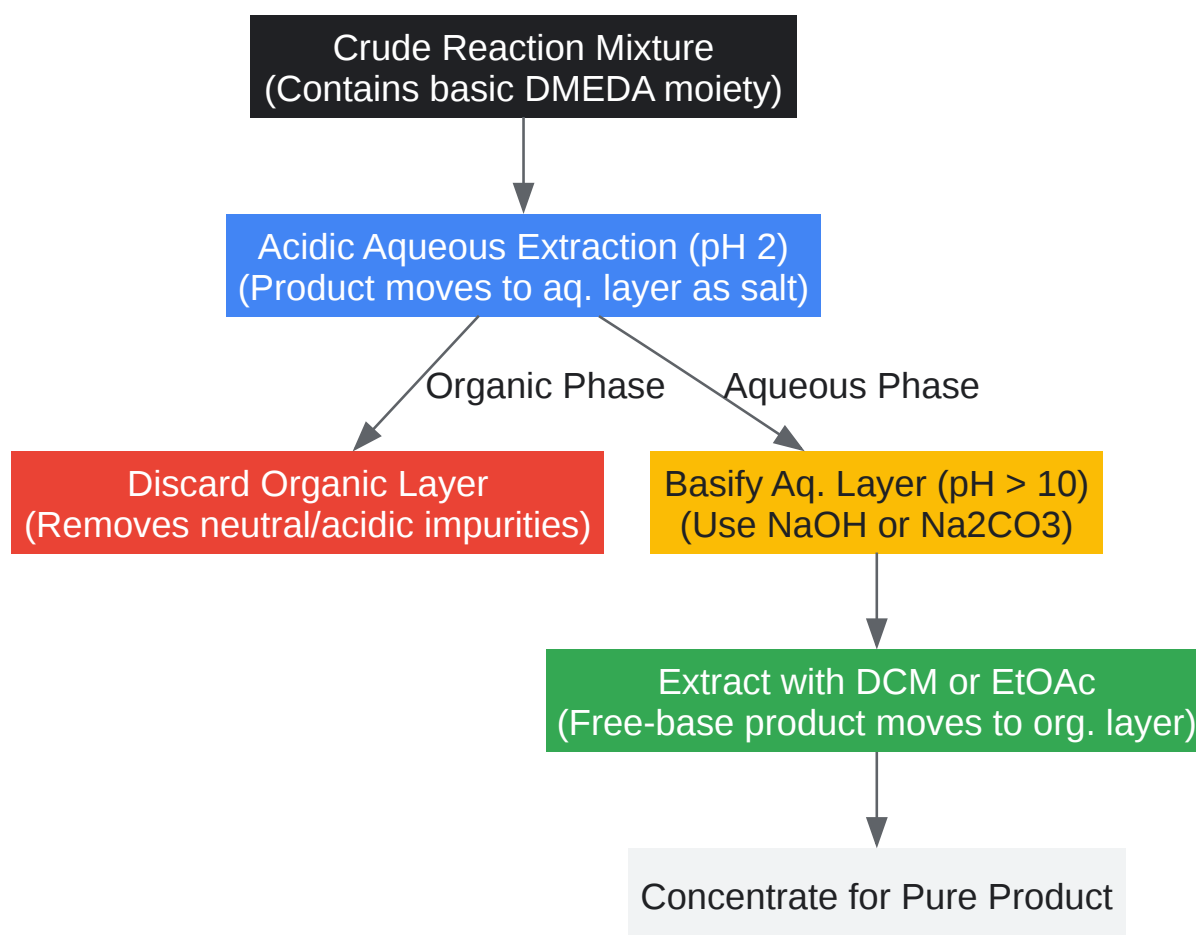 Crude Reaction Mixture
(Contains basic DMEDA moiety)
Acidic Aqueous Extraction (pH 2)
(Product moves to aq. layer as salt)
Organic Phase
Aqueous Phase
Discard Organic Layer
(Removes neutral/acidic impurities)
Basify Aq. Layer (pH > 10)
(Use NaOH or Na2CO3)
Extract with DCM or EtOAc
(Free-base product moves to org. layer)
Concentrate for Pure Product